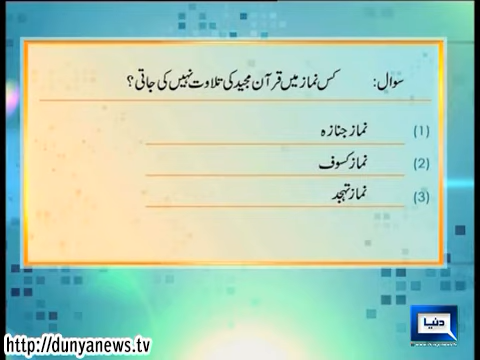 سوال: کس نماز میں قرآن مجید کی تلاوت نہیں کی جاتی؟
(1) نماز جنازہ
(2) نماز کسوف
(3) نماز تہجد
دنیا
http://dunyanews.tv